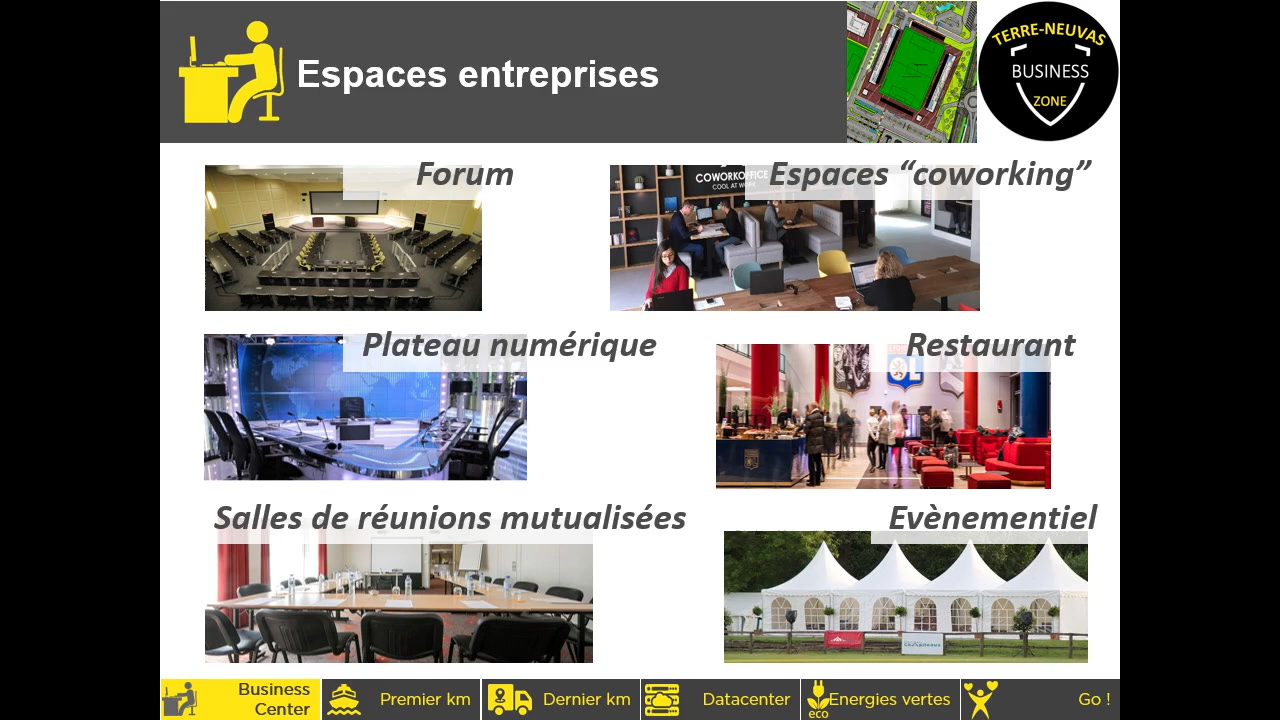 Espaces entreprises
TERRE-NEUVAS
BUSINESS
ZONE
Forum
Espaces “coworking”
COWORKOFFICE
COOL AT WORK
Plateau numérique
Restaurant
OL
Salles de réunions mutualisées
Evènementiel
Business
Center
Premier km
Dernier km
Datacenter
eco
Energies vertes
Go !